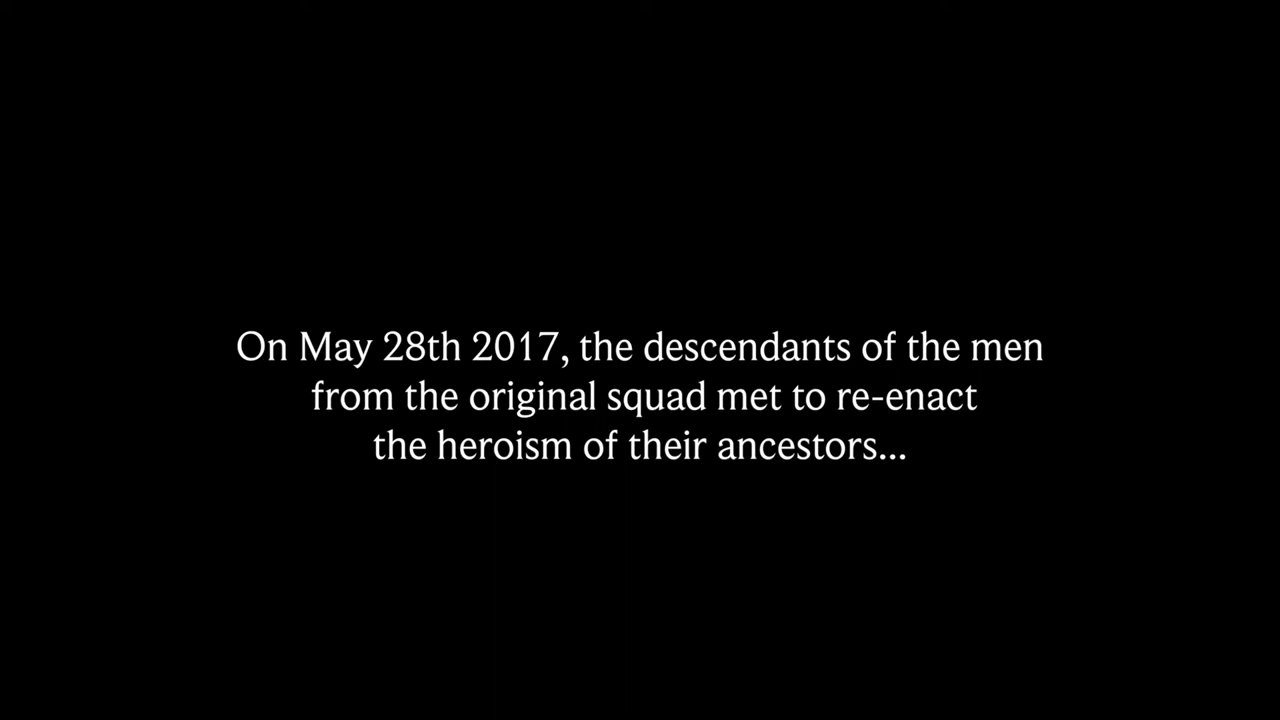 On May 28th 2017, the descendants of the men
from the original squad met to re-enact
the heroism of their ancestors...